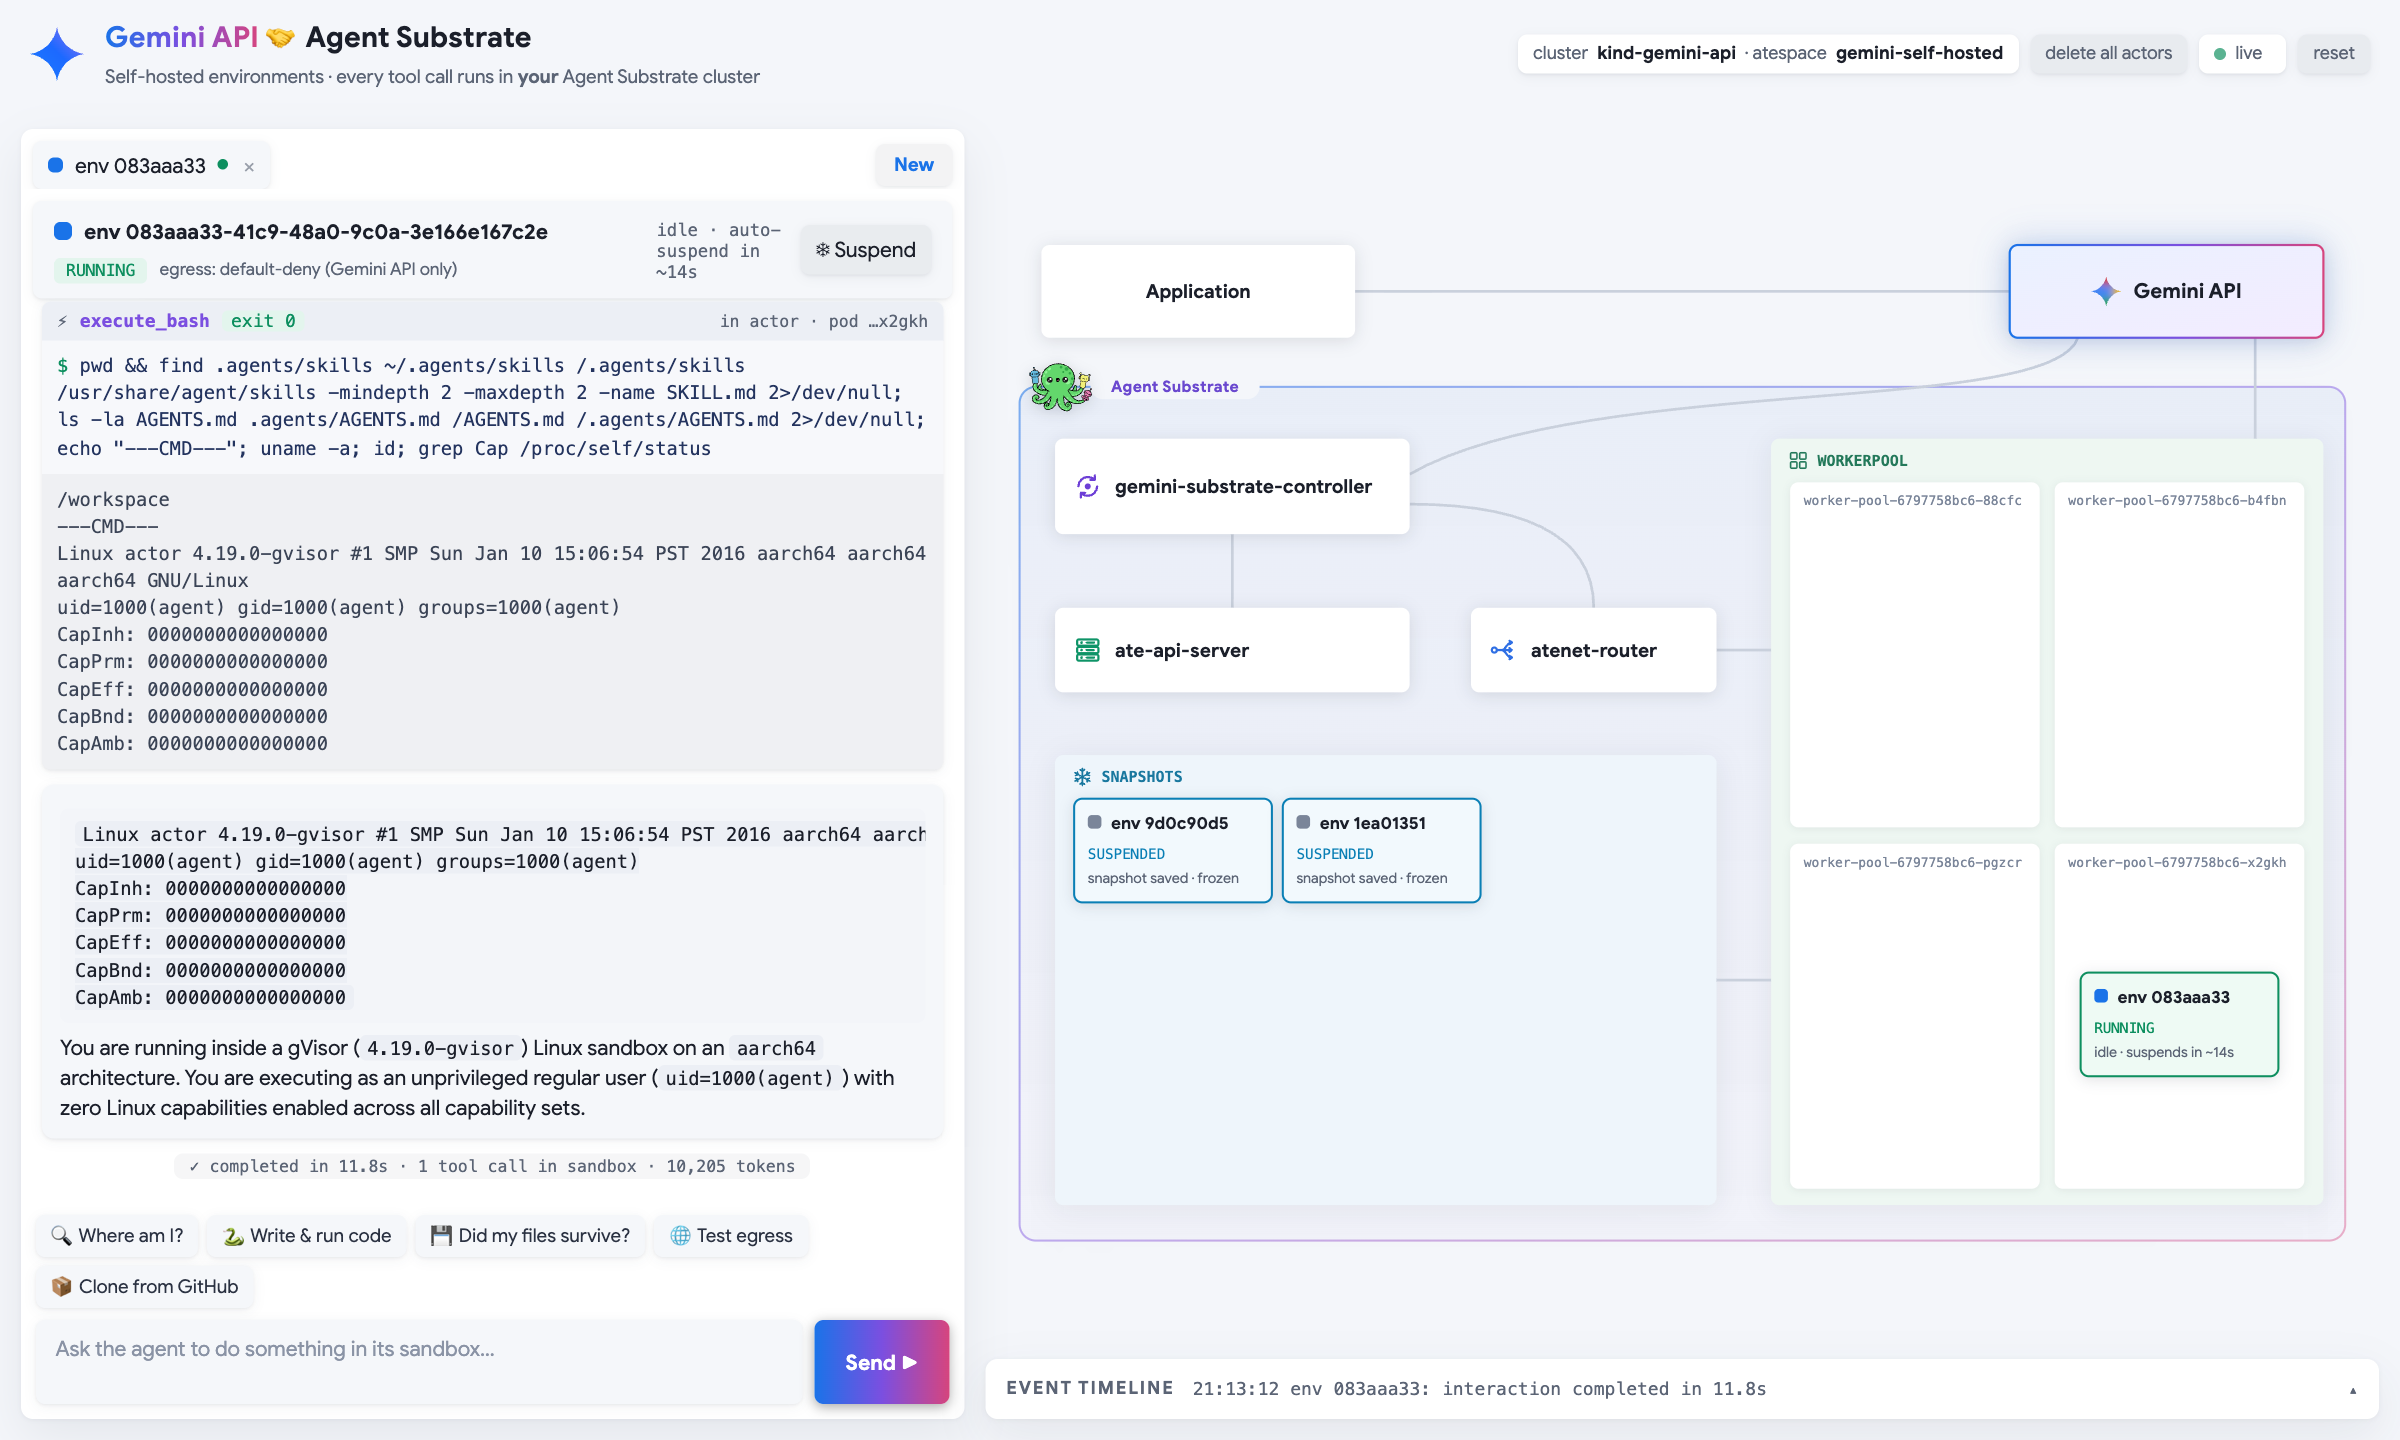 Gemini API 🤝 Agent Substrate
Self-hosted environments · every tool call runs in your Agent Substrate cluster
cluster kind-gemini-api · atespace gemini-self-hosted
delete all actors
live
reset
env 083aaa33 ×
New
env 083aaa33-41c9-48a0-9c0a-3e166e167c2e
RUNNING egress: default-deny (Gemini API only)
idle · auto-
suspend in
~14s
❄ Suspend
⚡ execute_bash exit 0
in actor · pod …x2gkh
$ pwd && find .agents/skills ~/.agents/skills /.agents/skills
/usr/share/agent/skills -mindepth 2 -maxdepth 2 -name SKILL.md 2>/dev/null;
ls -la AGENTS.md .agents/AGENTS.md /AGENTS.md /.agents/AGENTS.md 2>/dev/null;
echo "---CMD---"; uname -a; id; grep Cap /proc/self/status
/workspace
---CMD---
Linux actor 4.19.0-gvisor #1 SMP Sun Jan 10 15:06:54 PST 2016 aarch64 aarch64
aarch64 GNU/Linux
uid=1000(agent) gid=1000(agent) groups=1000(agent)
CapInh: 0000000000000000
CapPrm: 0000000000000000
CapEff: 0000000000000000
CapBnd: 0000000000000000
CapAmb: 0000000000000000
Linux actor 4.19.0-gvisor #1 SMP Sun Jan 10 15:06:54 PST 2016 aarch64 aarch
uid=1000(agent) gid=1000(agent) groups=1000(agent)
CapInh: 0000000000000000
CapPrm: 0000000000000000
CapEff: 0000000000000000
CapBnd: 0000000000000000
CapAmb: 0000000000000000
You are running inside a gVisor ( 4.19.0-gvisor ) Linux sandbox on an aarch64
architecture. You are executing as an unprivileged regular user ( uid=1000(agent) ) with
zero Linux capabilities enabled across all capability sets.
✓ completed in 11.8s · 1 tool call in sandbox · 10,205 tokens
🔍 Where am I?
🐍 Write & run code
💾 Did my files survive?
🌐 Test egress
📦 Clone from GitHub
Ask the agent to do something in its sandbox...
Send ▶
Application
Gemini API
Agent Substrate
gemini-substrate-controller
ate-api-server
atenet-router
SNAPSHOTS
env 9d0c90d5
SUSPENDED
snapshot saved · frozen
env 1ea01351
SUSPENDED
snapshot saved · frozen
WORKERPOOL
worker-pool-6797758bc6-88cfc
worker-pool-6797758bc6-b4fbn
worker-pool-6797758bc6-pgzcr
worker-pool-6797758bc6-x2gkh
env 083aaa33
RUNNING
idle · suspends in ~14s
EVENT TIMELINE 21:13:12 env 083aaa33: interaction completed in 11.8s ▴